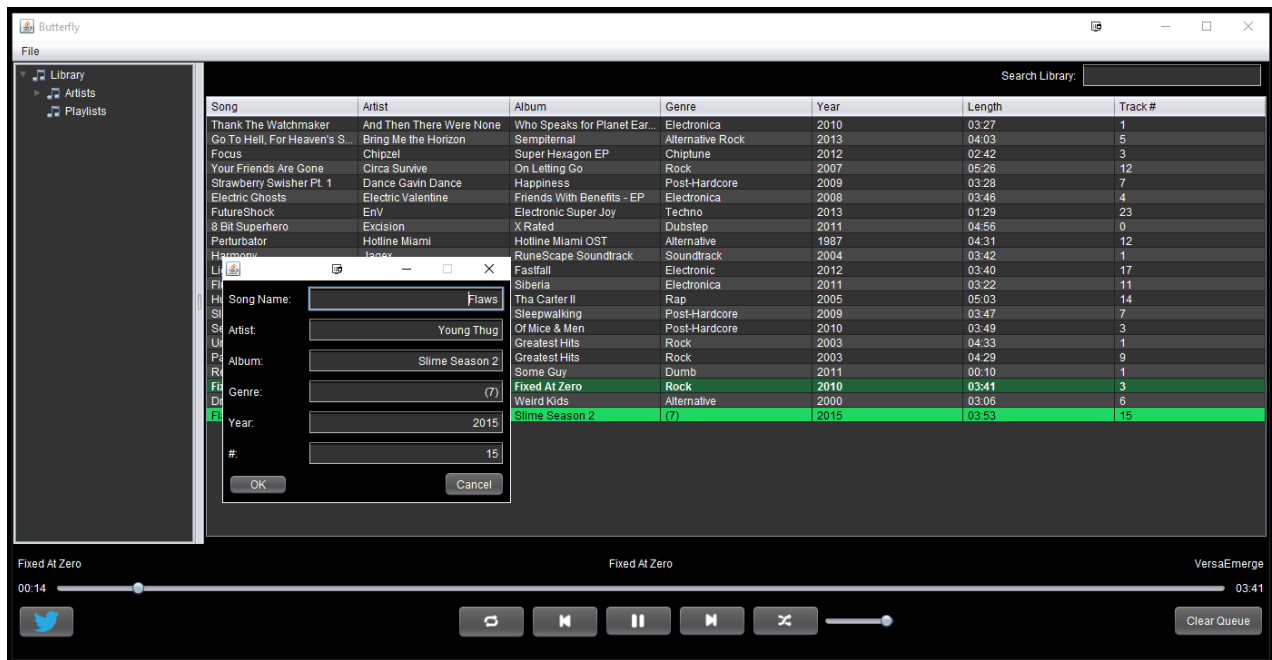 Butterfly
File
Library
Artists
Playlists
Search Library:
Song Artist Album Genre Year Length Track #
Thank The Watchmaker And Then There Were None Who Speaks for Planet Ear... Electronica 2010 03:27 1
Go To Hell, For Heaven's S... Bring Me the Horizon Sempiternal Alternative Rock 2013 04:03 5
Focus Chipzel Super Hexagon EP Chiptune 2012 02:42 3
Your Friends Are Gone Circa Survive On Letting Go Rock 2007 05:26 12
Strawberry Swisher Pt. 1 Dance Gavin Dance Happiness Post-Hardcore 2009 03:28 7
Electric Ghosts Electric Valentine Friends With Benefits - EP Electronica 2008 03:46 4
FutureShock EnV Electronic Super Joy Techno 2013 01:29 23
8 Bit Superhero Excision X Rated Dubstep 2011 04:56 0
Perturbator Hotline Miami Hotline Miami OST Alternative 1987 04:31 12
Harmony Jagex RuneScape Soundtrack Soundtrack 2004 03:42 1
Fastfall Electronic 2012 03:40 17
Siberia Electronica 2011 03:22 11
Tha Carter II Rap 2005 05:03 14
Sleepwalking Post-Hardcore 2009 03:47 7
Of Mice & Men Post-Hardcore 2010 03:49 3
Greatest Hits Rock 2003 04:33 1
Greatest Hits Rock 2003 04:29 9
Some Guy Dumb 2011 00:10 1
Fixed At Zero Rock 2010 03:41 3
Weird Kids Alternative 2000 03:06 6
Slime Season 2 (7) 2015 03:53 15
Song Name: Flaws
Artist: Young Thug
Album: Slime Season 2
Genre: (7)
Year: 2015
#: 15
OK Cancel
Fixed At Zero Fixed At Zero VersaEmerge
00:14 03:41
Clear Queue